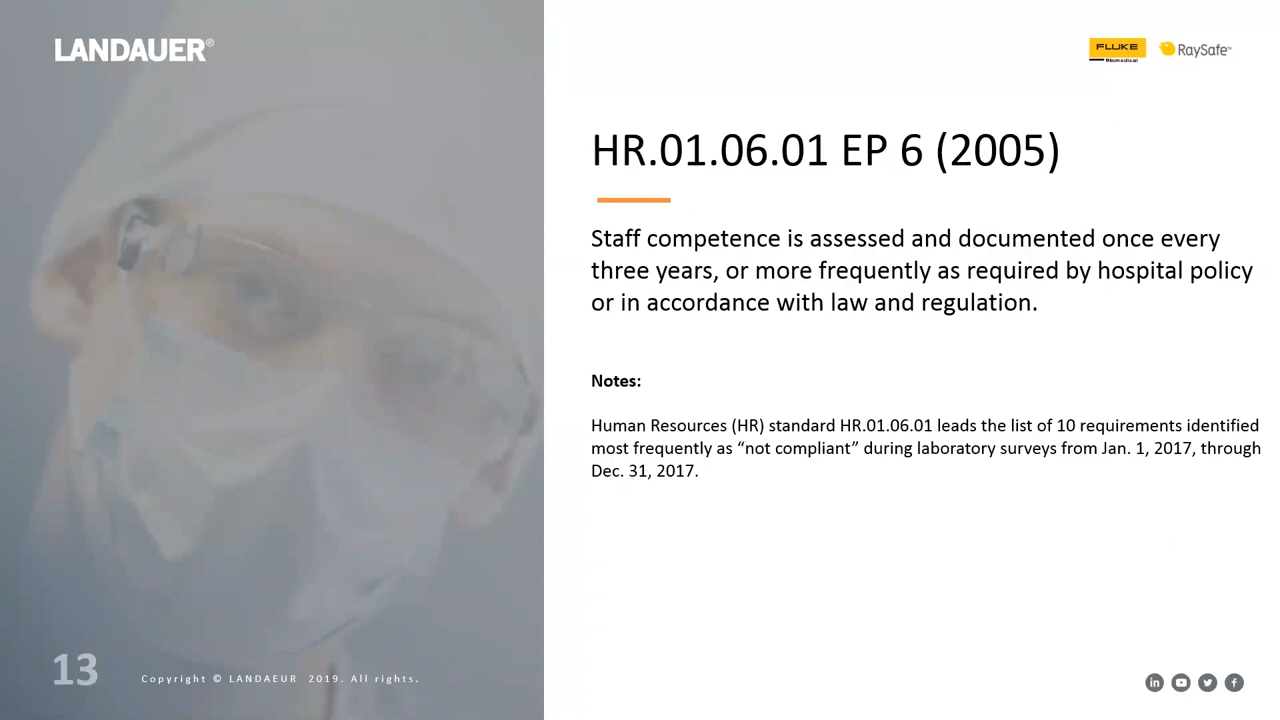 LANDAUER®
FLUKE
Biomedical
RaySafe™
HR.01.06.01 EP 6 (2005)
Staff competence is assessed and documented once every
three years, or more frequently as required by hospital policy
or in accordance with law and regulation.
Notes:
Human Resources (HR) standard HR.01.06.01 leads the list of 10 requirements identified
most frequently as “not compliant” during laboratory surveys from Jan. 1, 2017, through
Dec. 31, 2017.
13
Copyright © LANDAEUR 2019. All rights.